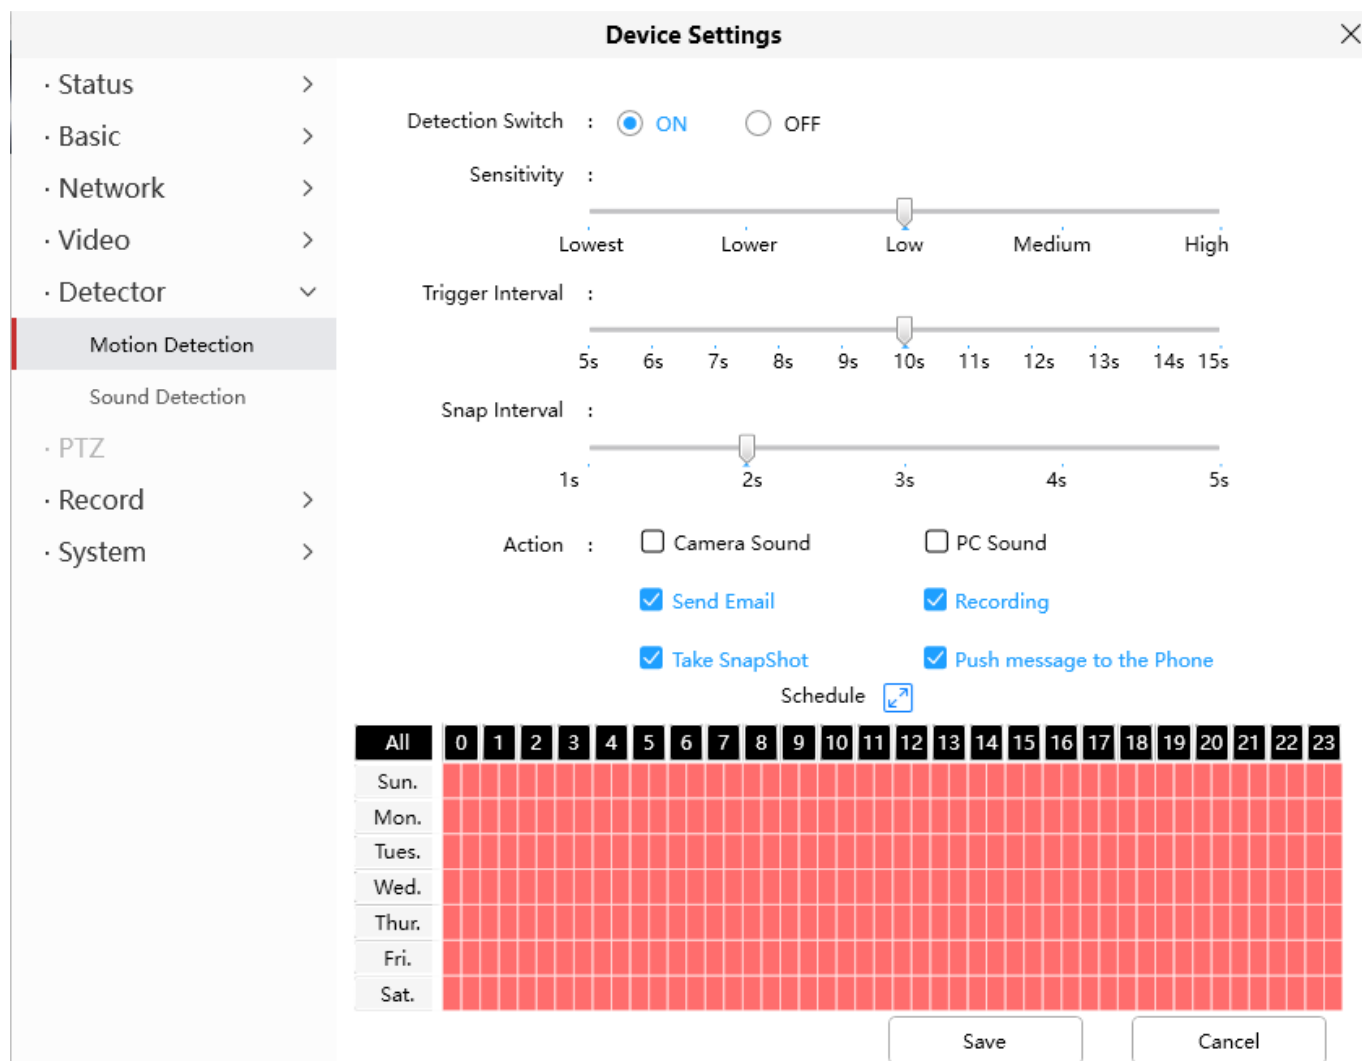 Device Settings
· Status
· Basic
· Network
· Video
· Detector
Motion Detection
Sound Detection
· PTZ
· Record
· System
Detection Switch : ON OFF
Sensitivity :
Lowest Lower Low Medium High
Trigger Interval :
5s 6s 7s 8s 9s 10s 11s 12s 13s 14s 15s
Snap Interval :
1s 2s 3s 4s 5s
Action : Camera Sound PC Sound
Send Email Recording
Take SnapShot Push message to the Phone
Schedule
All 0 1 2 3 4 5 6 7 8 9 10 11 12 13 14 15 16 17 18 19 20 21 22 23
Sun.
Mon.
Tues.
Wed.
Thur.
Fri.
Sat.
Save Cancel